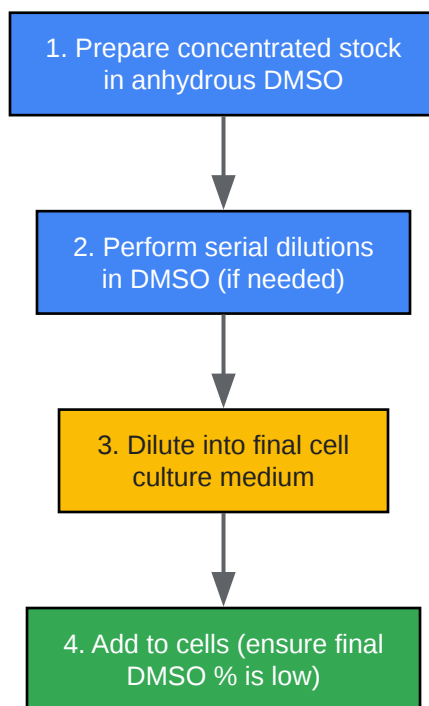 1. Prepare concentrated stock
in anhydrous DMSO
2. Perform serial dilutions
in DMSO (if needed)
3. Dilute into final cell
culture medium
4. Add to cells (ensure final
DMSO % is low)